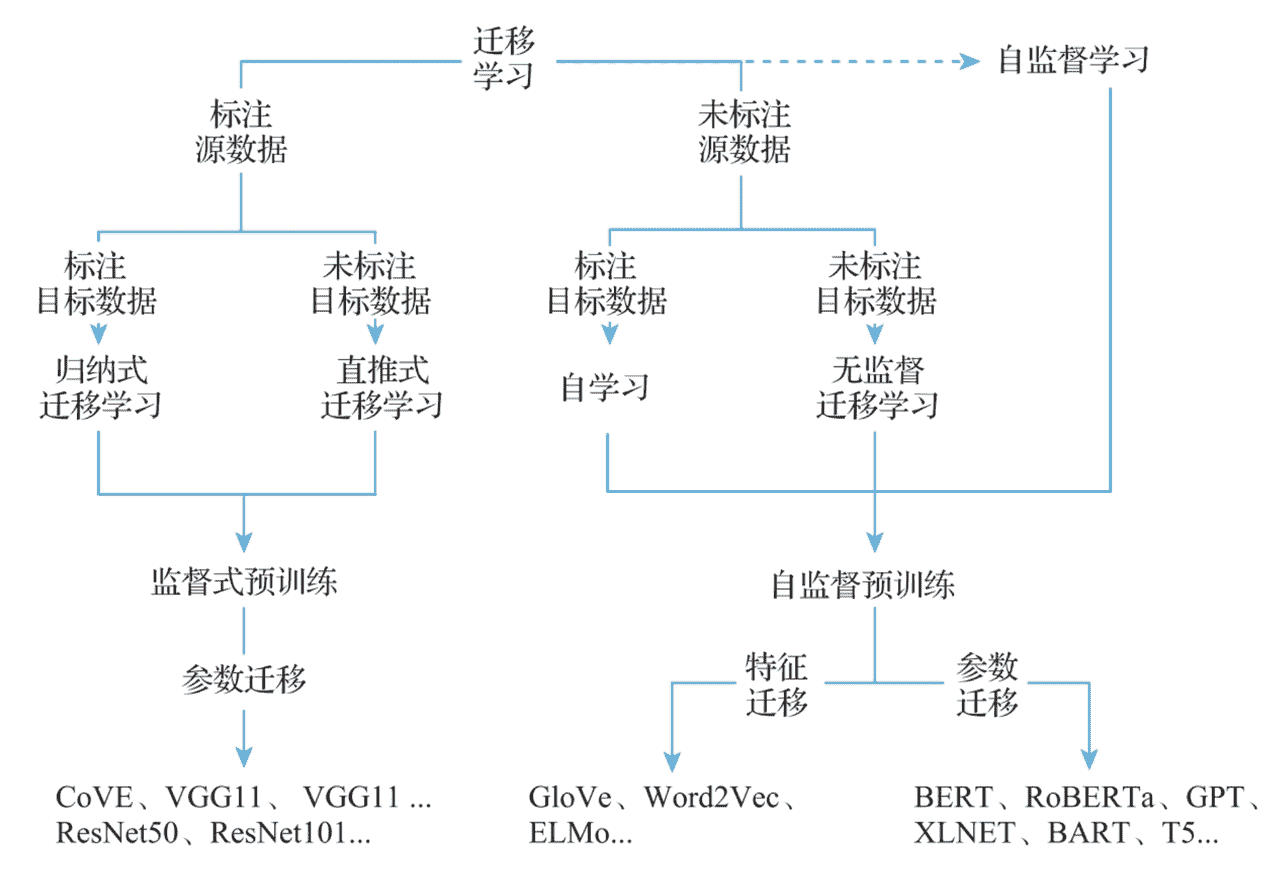 迁移
学习
自监督学习
标注
源数据
未标注
源数据
标注
目标数据
未标注
目标数据
标注
目标数据
未标注
目标数据
归纳式
迁移学习
直推式
迁移学习
自学习
无监督
迁移学习
监督式预训练
自监督预训练
参数迁移
特征
迁移
参数
迁移
CoVE、VGG11、 VGG11 ...
ResNet50、ResNet101...
GloVe、Word2Vec、
ELMo...
BERT、RoBERTa、GPT、
XLNET、BART、T5...